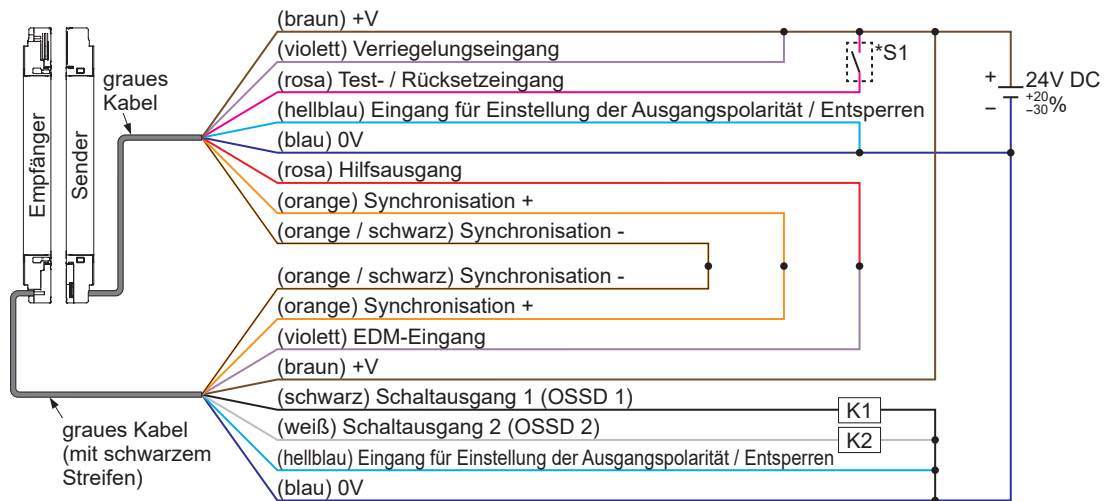 Empfänger
Sender
graues
Kabel
(braun) +V
(violett) Verriegelungseingang
(rosa) Test- / Rücksetzeingang
(hellblau) Eingang für Einstellung der Ausgangspolarität / Entsperren
(blau) 0V
(rosa) Hilfsausgang
(orange) Synchronisation +
(orange / schwarz) Synchronisation -
*S1
+
−
24V DC
+20
−30 %
(orange / schwarz) Synchronisation -
(orange) Synchronisation +
(violett) EDM-Eingang
(braun) +V
(schwarz) Schaltausgang 1 (OSSD 1)
(weiß) Schaltausgang 2 (OSSD 2)
(hellblau) Eingang für Einstellung der Ausgangspolarität / Entsperren
(blau) 0V
K1
K2
graues Kabel
(mit schwarzem
Streifen)